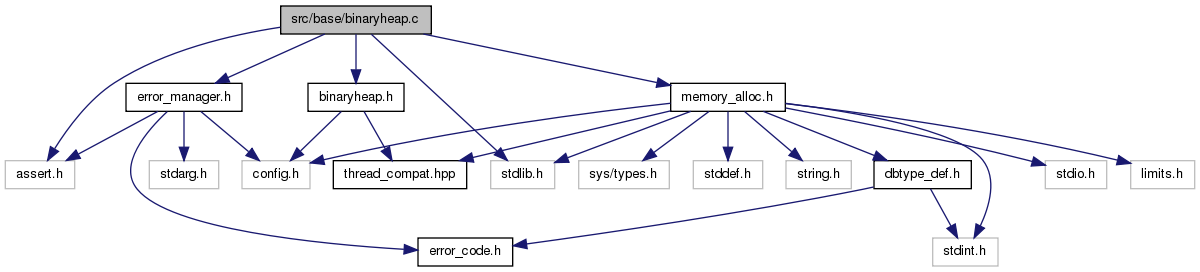 src/base/binaryheap.c
error_manager.h
binaryheap.h
memory_alloc.h
assert.h
stdarg.h
config.h
thread_compat.hpp
stdlib.h
sys/types.h
stddef.h
string.h
dbtype_def.h
stdio.h
limits.h
error_code.h
stdint.h